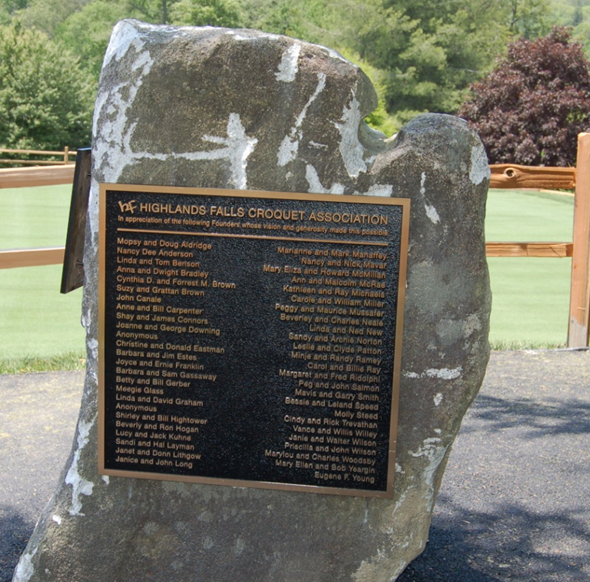 hf HIGHLANDS FALLS CROQUET ASSOCIATION
In appreciation of the following Founders whose vision and generosity made this possible
Mopsy and Doug Aldridge
Nancy Dee Anderson
Linda and Tom Benson
Anna and Dwight Bradley
Cynthia D. and Forrest M. Brown
Suzy and Grattan Brown
John Canale
Anne and Bill Carpenter
Shay and James Connors
Joanne and George Downing
Anonymous
Christine and Donald Eastman
Barbara and Jim Estes
Joyce and Ernie Franklin
Barbara and Sam Gassaway
Betty and Bill Gerber
Meegie Glass
Linda and David Graham
Anonymous
Shirley and Bill Hightower
Beverly and Ron Hogan
Lucy and Jack Kuhne
Sandi and Hal Layman
Janet and Donn Lithgow
Janice and John Long
Marianne and Mark Mahaffey
Nancy and Nick Mavar
Mary Eliza and Howard McMillan
Ann and Malcolm McRae
Kathleen and Ray Michaels
Carole and William Miller
Peggy and Maurice Mussafer
Beverley and Charles Neale
Linda and Ned New
Sandy and Archie Norton
Leslie and Clyde Patton
Minje and Randy Ramey
Carol and Billie Ray
Margaret and Fred Ridolphi
Peg and John Salmon
Mavis and Garry Smith
Bessie and Leland Speed
Molly Steed
Cindy and Rick Trevathan
Vance and Willis Willey
Janie and Walter Wilson
Priscilla and John Wilson
Marylou and Charles Woodsby
Mary Ellen and Bob Yeargin
Eugene F. Young